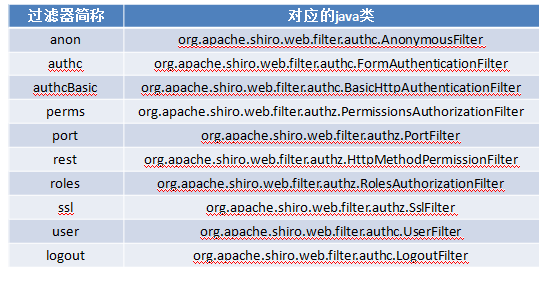 过滤器简称 对应的java类
anon org.apache.shiro.web.filter.authc.AnonymousFilter
authc org.apache.shiro.web.filter.authc.FormAuthenticationFilter
authcBasic org.apache.shiro.web.filter.authc.BasicHttpAuthenticationFilter
perms org.apache.shiro.web.filter.authz.PermissionsAuthorizationFilter
port org.apache.shiro.web.filter.authz.PortFilter
rest org.apache.shiro.web.filter.authz.HttpMethodPermissionFilter
roles org.apache.shiro.web.filter.authz.RolesAuthorizationFilter
ssl org.apache.shiro.web.filter.authz.SslFilter
user org.apache.shiro.web.filter.authc.UserFilter
logout org.apache.shiro.web.filter.authc.LogoutFilter